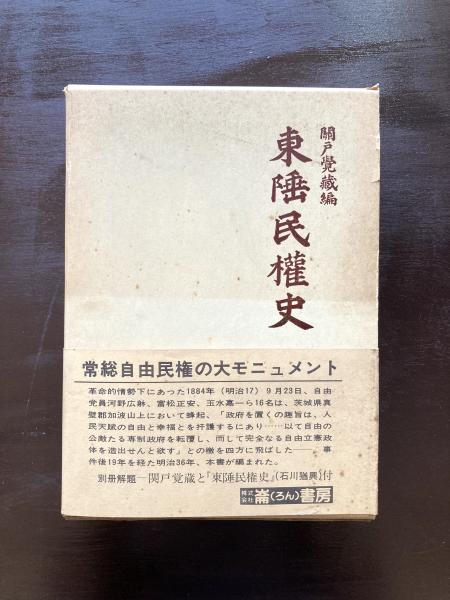 關戸覺藏編
東陲民權史
常総自由民権の大モニュメント
革命的情勢下にあった1884年(明治17)9月23日、自由
党員河野広躰、富松正安、玉水嘉一ら16名は、茨城県真
壁郡加波山上において蜂起、「政府を置くの趣旨は、人
民天賦の自由と幸福とを扞護するにあり……以て自由の
公敵たる専制政府を転覆し、而して完全なる自由立憲政
体を造出せんと欲す」との檄を四方に飛ばした——。事
件後19年を経た明治36年、本書が編まれた。
別冊解題—関戸覚蔵と『東陲民権史』(石川猶興)付
株式会社 崙(ろん)書房